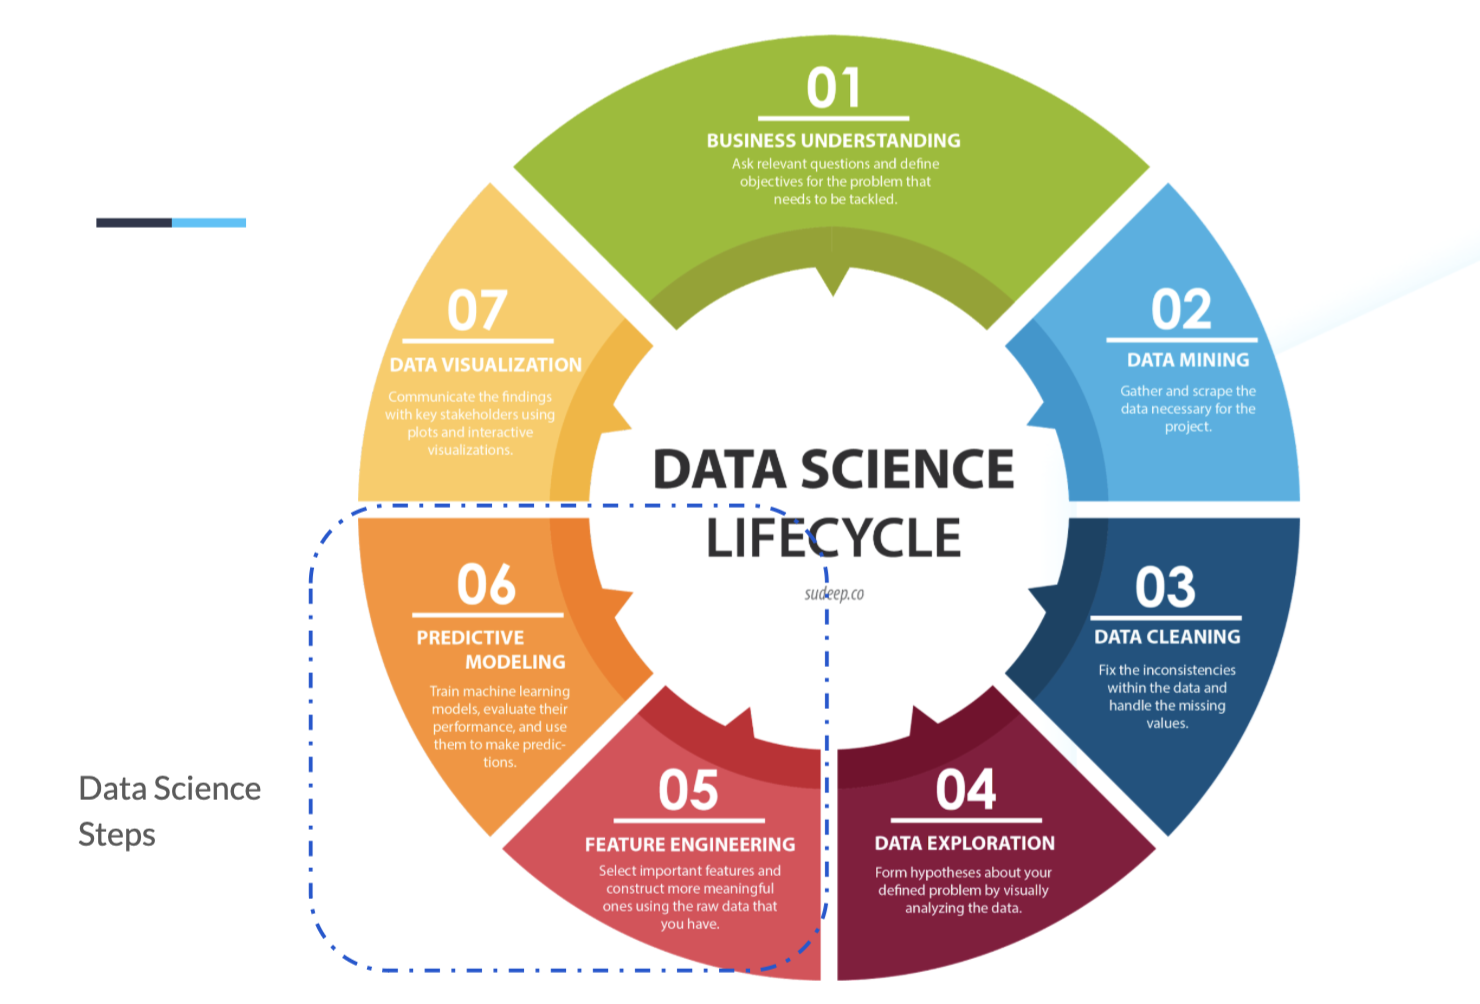 01
BUSINESS UNDERSTANDING
Ask relevant questions and define
objectives for the problem that
needs to be tackled.
02
DATA MINING
Gather and scrape the
data necessary for the
project.
03
DATA CLEANING
Fix the inconsistencies
within the data and
handle the missing
values.
04
DATA EXPLORATION
Form hypotheses about your
defined problem by visually
analyzing the data.
05
FEATURE ENGINEERING
Select important features and
construct more meaningful
ones using the raw data that
you have.
06
PREDICTIVE
MODELING
Train machine learning
models, evaluate their
performance, and use
them to make predic-
tions.
07
DATA VISUALIZATION
Communicate the findings
with key stakeholders using
plots and interactive
visualizations.
DATA SCIENCE
LIFECYCLE
sudeep.co
Data Science
Steps